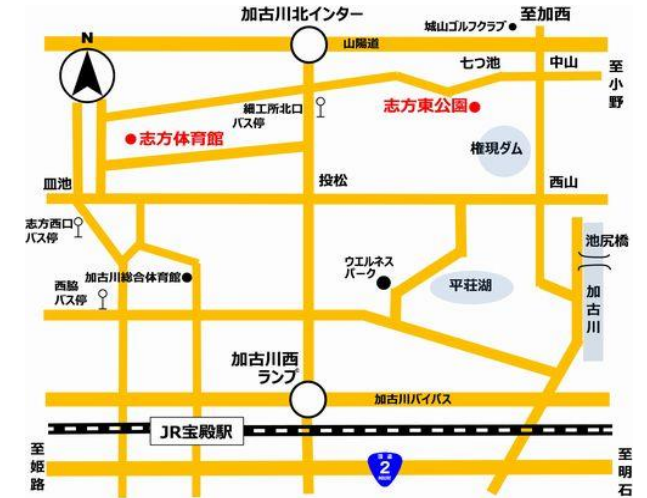 加古川北インター
至加西
城山ゴルフクラブ
N
山陽道
七つ池
中山
至小野
細工所北口
バス停
志方東公園
志方体育館
権現ダム
皿池
投松
西山
志方西口
バス停
池尻橋
加古川総合体育館
ウエルネス
パーク
西脇
バス停
平荘湖
加古川
加古川西
ランプ
加古川バイパス
JR宝殿駅
至姫路
国道
2
ROUTE
至明石